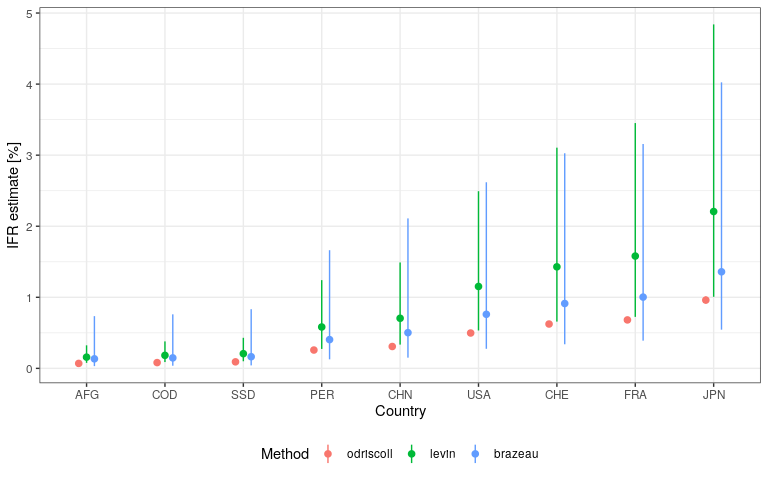 5
4
3
2
1
0
IFR estimate [%]
AFG COD SSD PER CHN USA CHE FRA JPN
Country
Method odriscoll levin brazeau